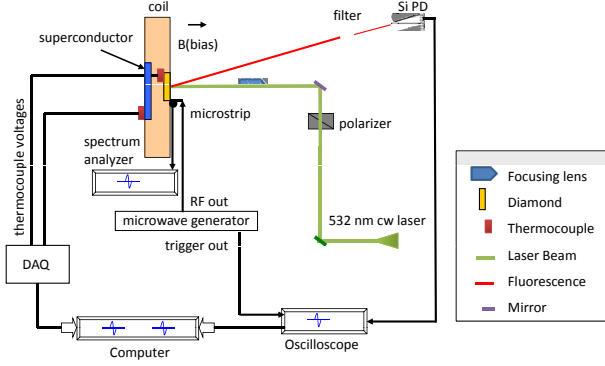 coil
Si PD
filter
superconductor
B(bias)
thermocouple voltages
microstrip
polarizer
spectrum
analyzer
RF out
microwave generator
trigger out
532 nm cw laser
DAQ
Computer
Oscilloscope
Focusing lens
Diamond
Thermocouple
Laser Beam
Fluorescence
Mirror